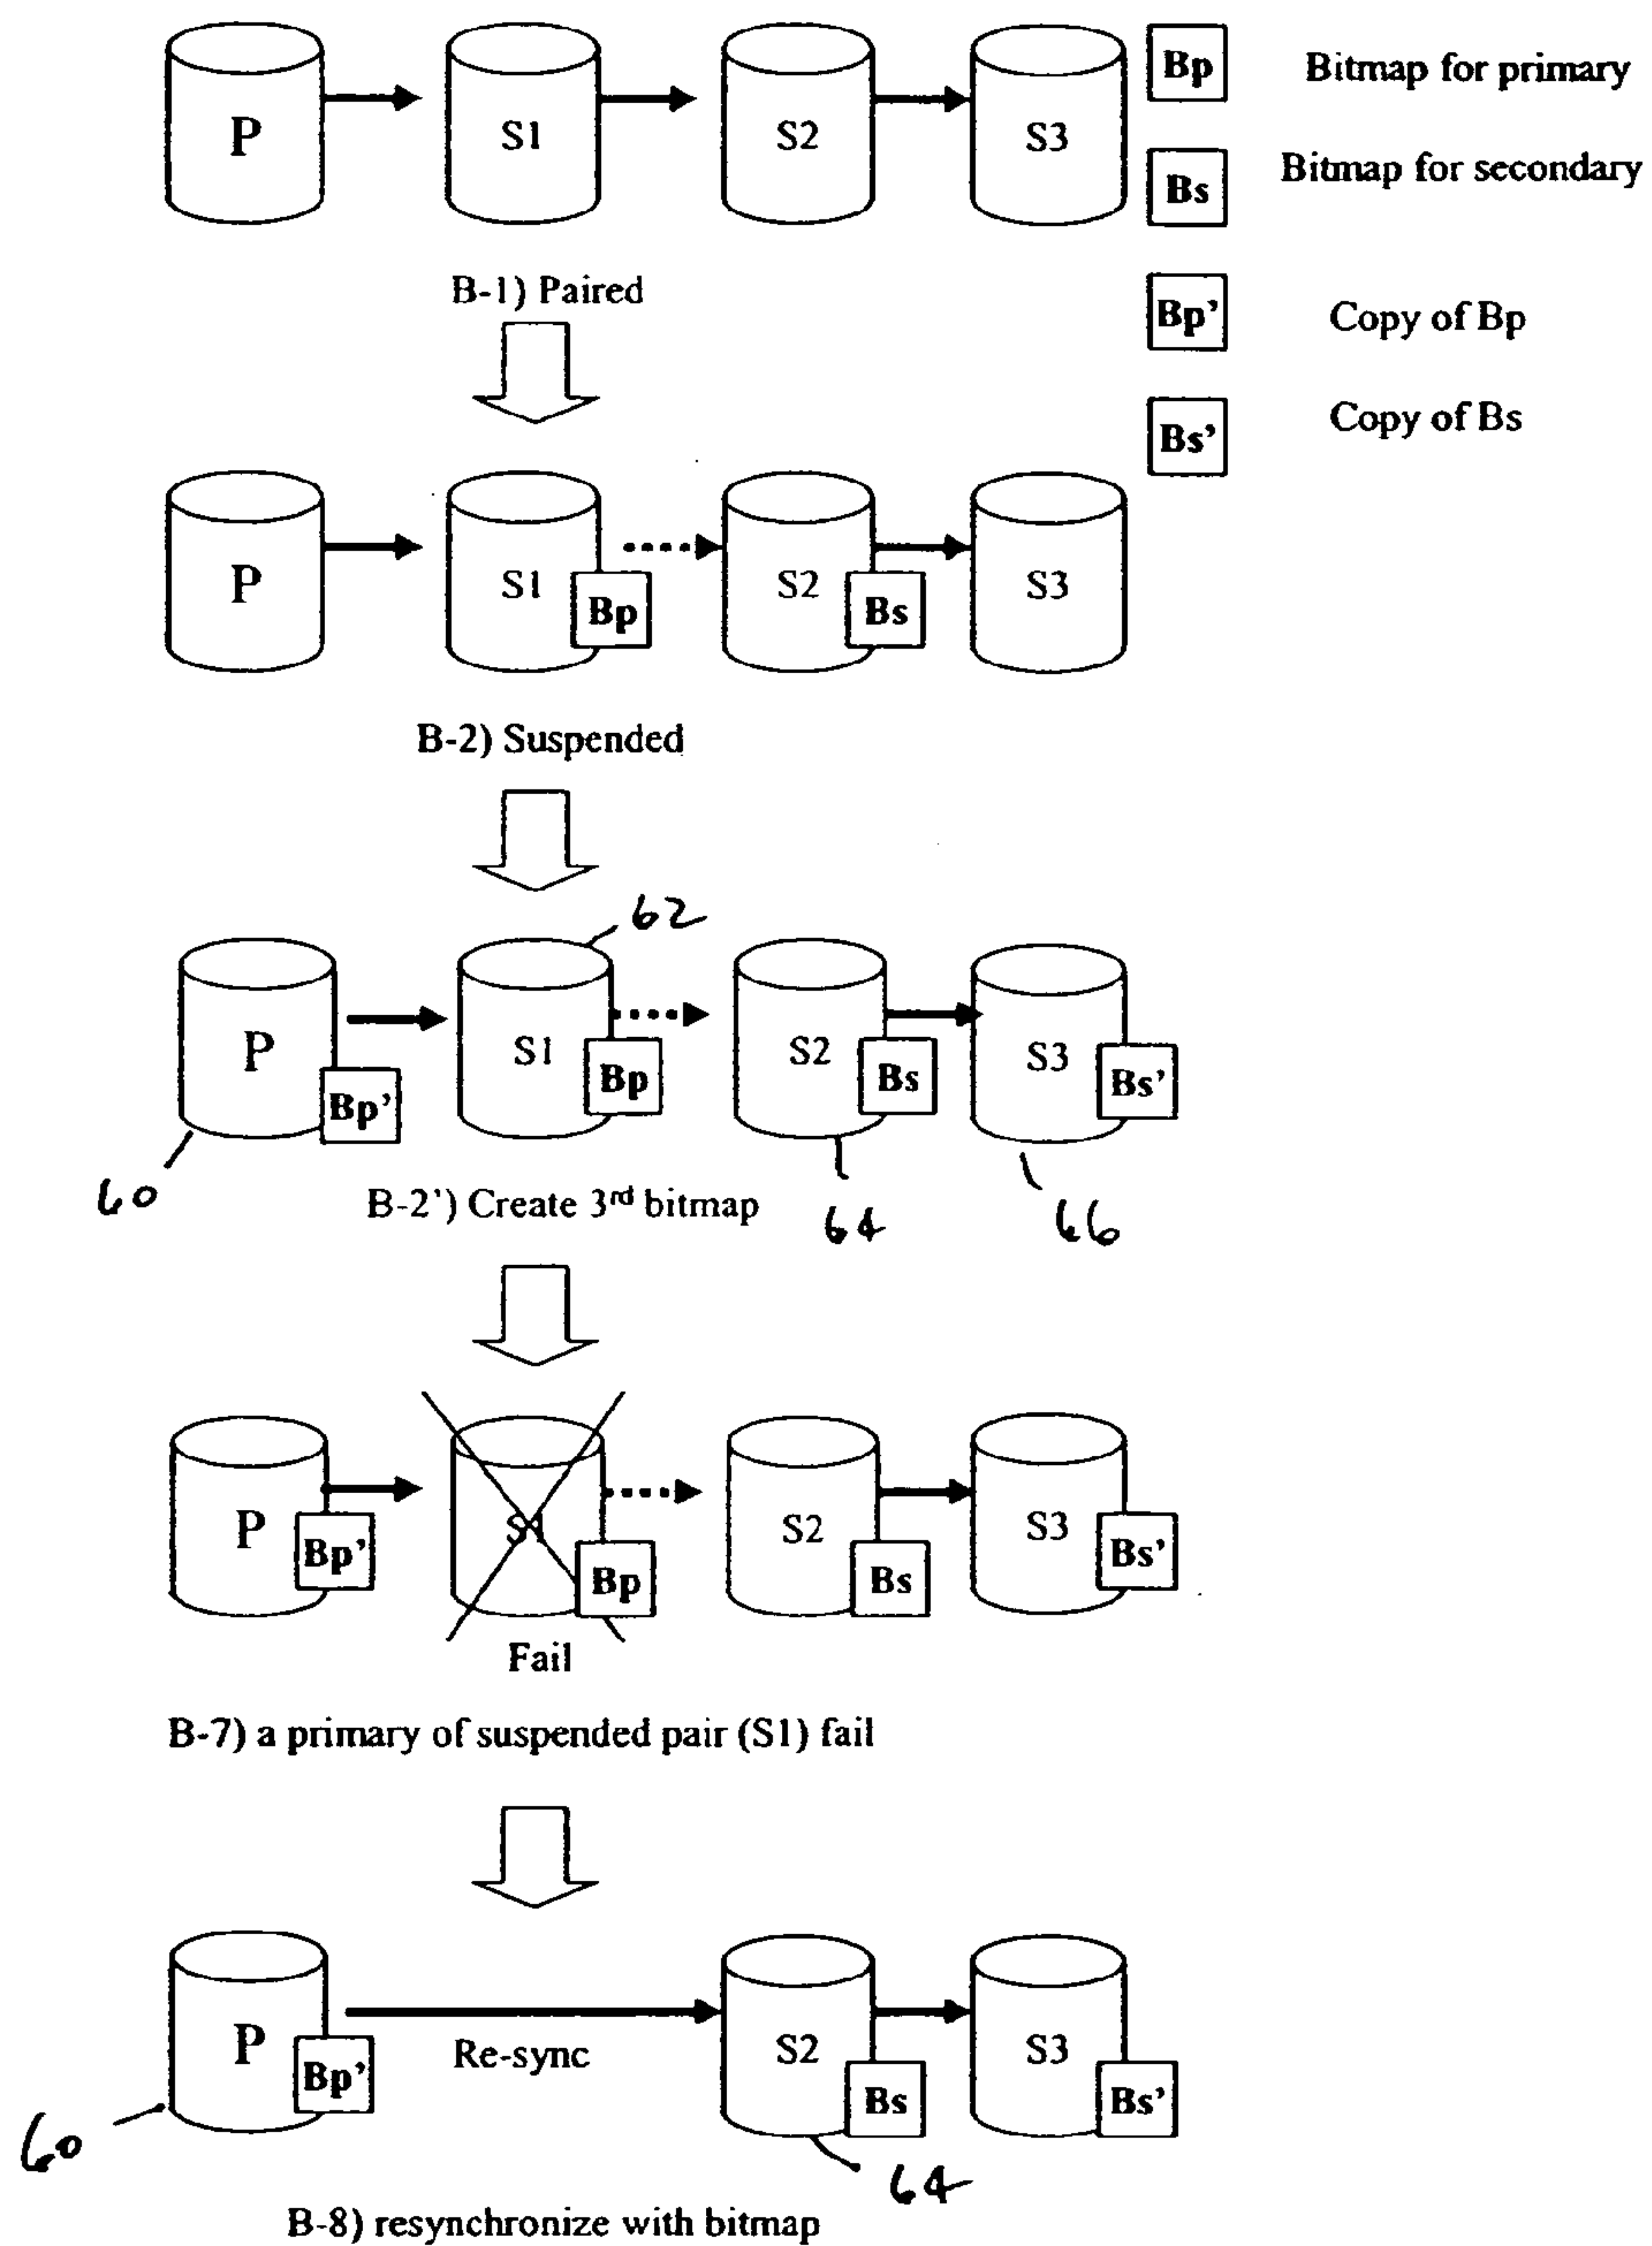 P
S1
S2
S3
Bp
Bitmap for primary
Bs
Bitmap for secondary
Bp'
Copy of Bp
Bs'
Copy of Bs
B-1) Paired
P
S1
Bp
S2
Bs
S3
B-2) Suspended
62
P
Bp'
S1
Bp
S2
Bs
S3
Bs'
60
B-2') Create 3rd bitmap
64
66
P
Bp'
S1
Bp
S2
Bs
S3
Bs'
Fail
B-7) a primary of suspended pair (S1) fail
P
Bp'
Re-sync
S2
Bs
S3
Bs'
60
64
B-8) resynchronize with bitmap